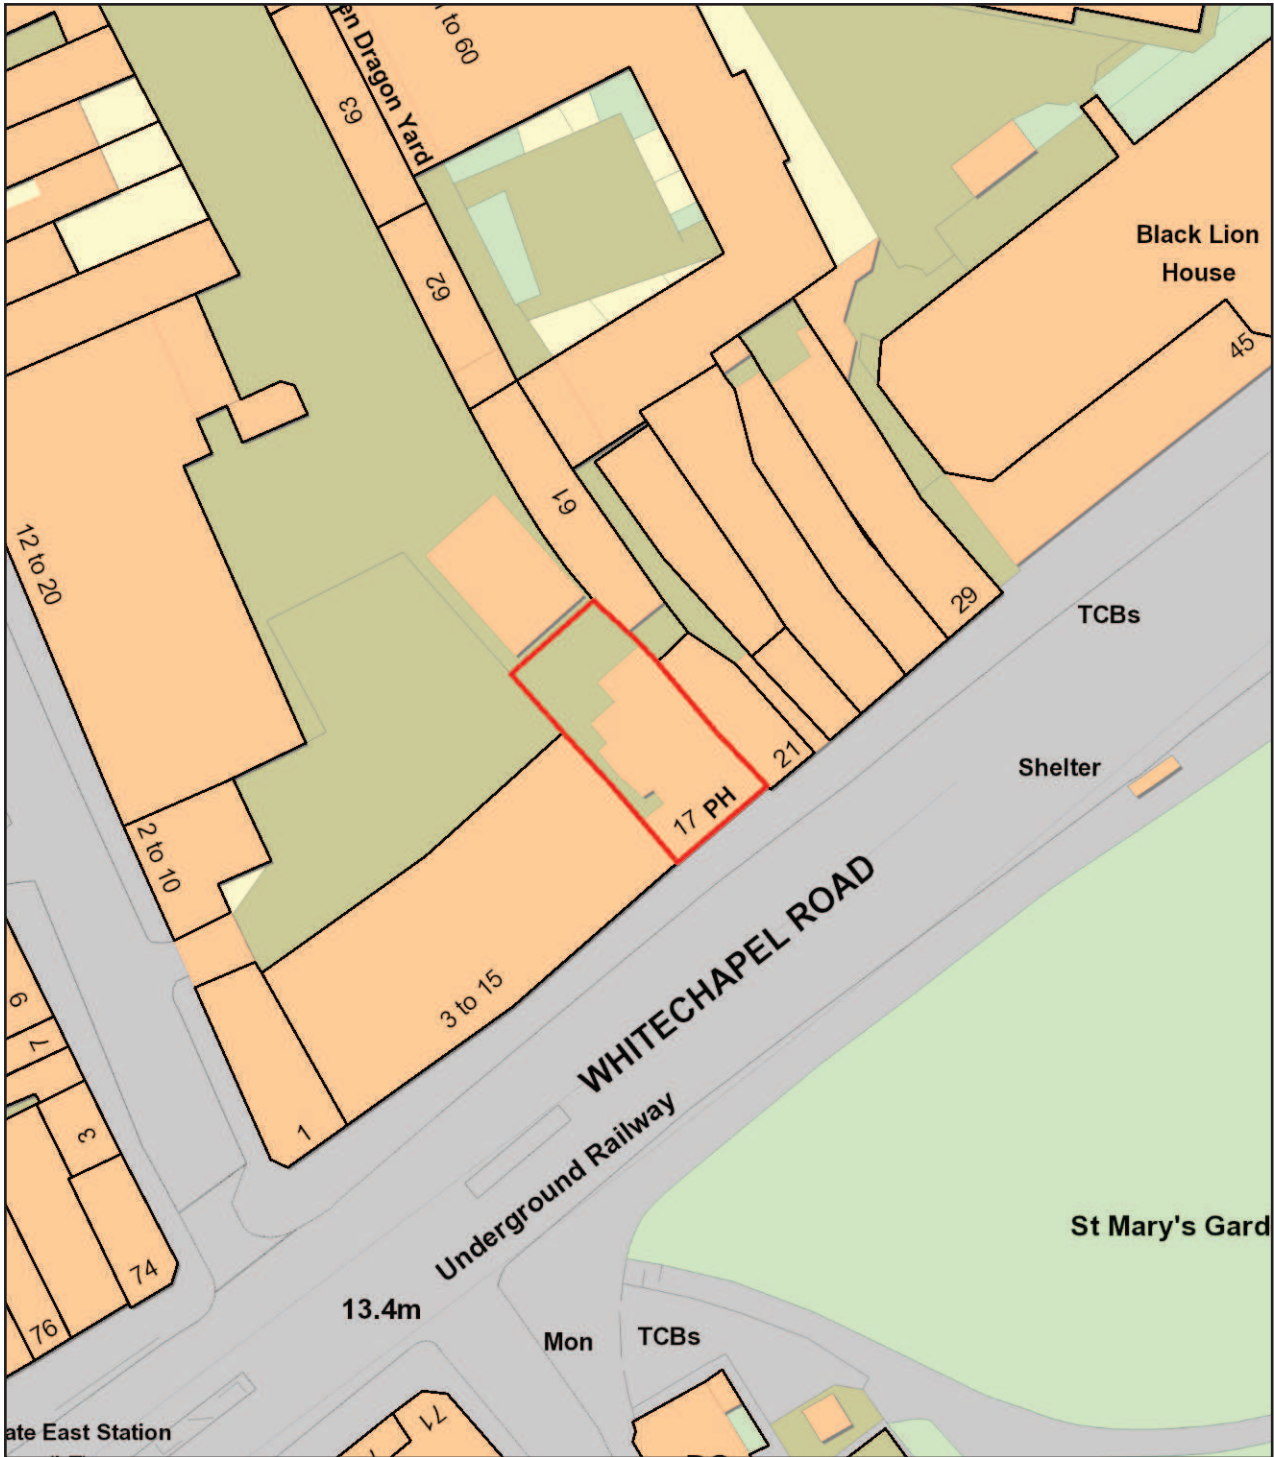 en Dragon Yard
to 60
63
62
Black Lion
House
45
61
12 to 20
29
TCBs
21
Shelter
17 PH
2 to 10
WHITECHAPEL ROAD
3 to 15
9
7
3
1
Underground Railway
St Mary's Gard
74
13.4m
76
Mon
TCBs
71
ate East Station